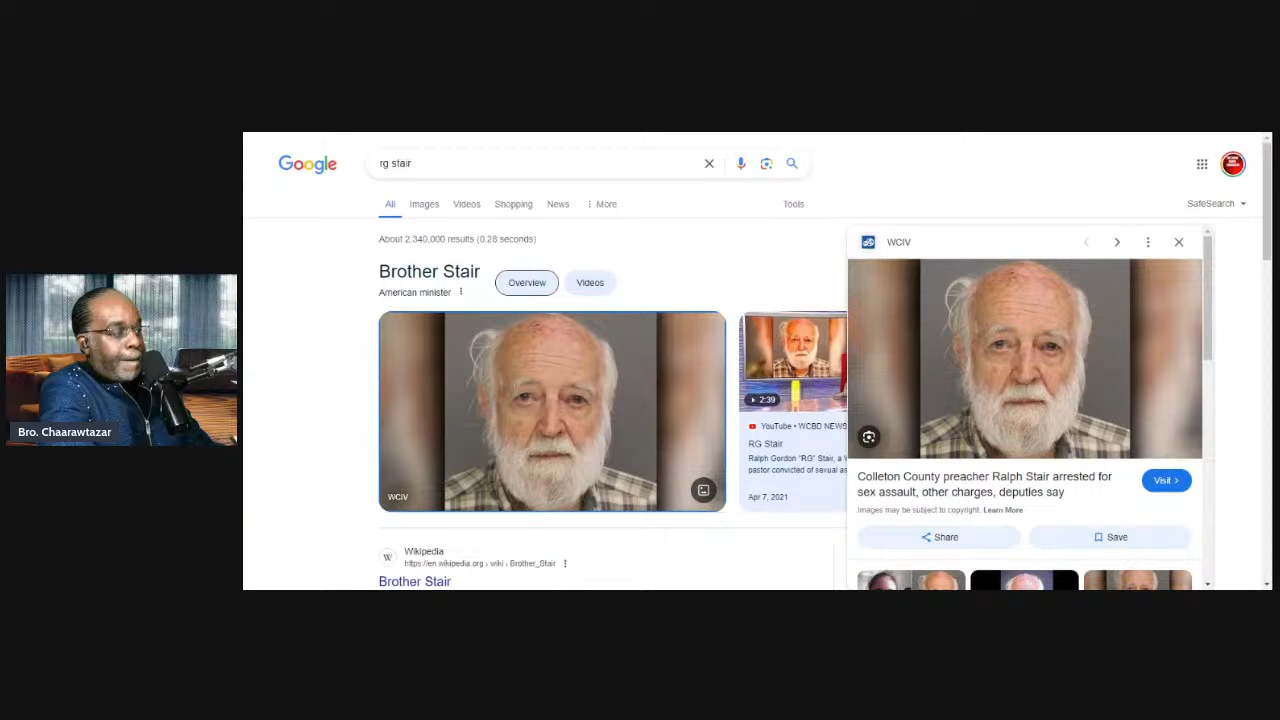 Google
rg stair
All Images Videos Shopping News More Tools SafeSearch
About 2,340,000 results (0.28 seconds)
WCIV
Brother Stair
American minister
Overview
Videos
WCIV
2:39
YouTube • WCBD NEWS
RG Stair
Ralph Gordon "RG" Stair, a
pastor convicted of sexual
Apr 7, 2021
Bro. Chaarawtazar
Colleton County preacher Ralph Stair arrested for
sex assault, other charges, deputies say
Visit
Images may be subject to copyright. Learn More
Share
Save
W
Wikipedia
https://en.wikipedia.org › wiki › Brother_Stair
Brother Stair